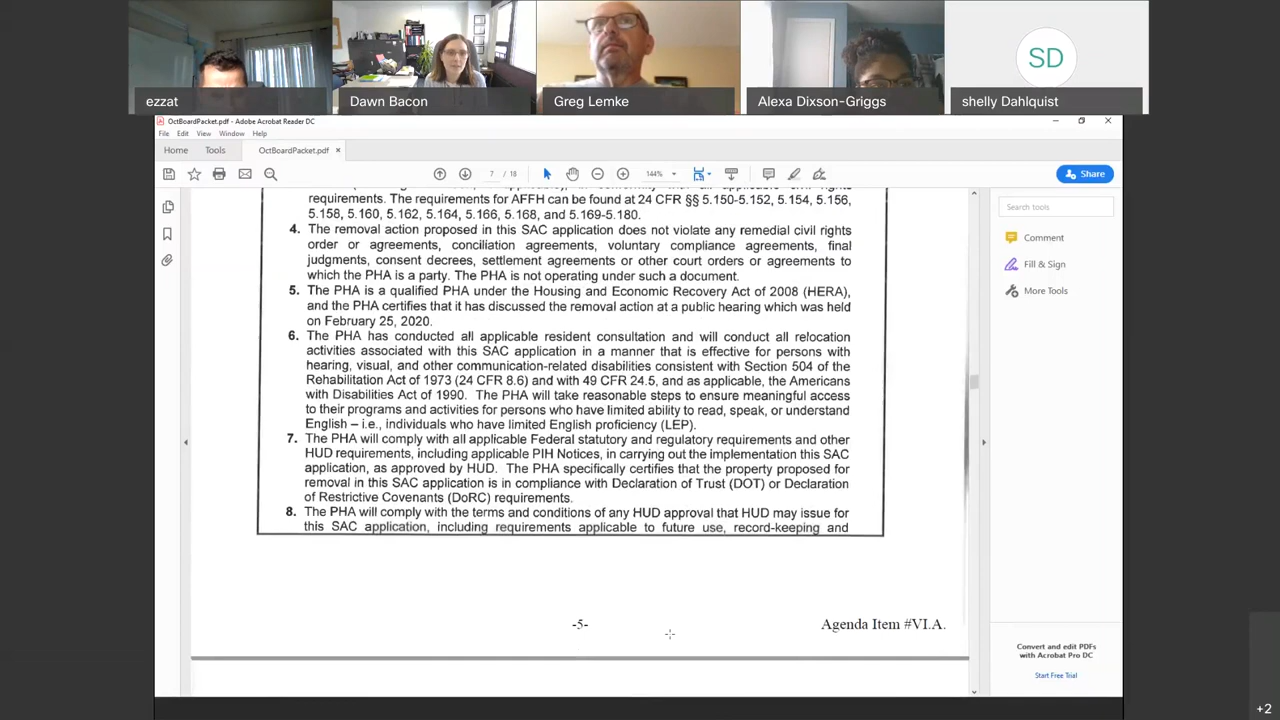 ezzat
Dawn Bacon
Greg Lemke
Alexa Dixson-Griggs
SD
shelly Dahlquist
OctBoardPacket.pdf - Adobe Acrobat Reader DC
File Edit View Window Help
Home Tools OctBoardPacket.pdf ×
7 / 18 144% Share
Search tools
Comment
Fill & Sign
More Tools
requirements. The requirements for AFFH can be found at 24 CFR §§ 5.150-5.152, 5.154, 5.156,
5.158, 5.160, 5.162, 5.164, 5.166, 5.168, and 5.169-5.180.
4. The removal action proposed in this SAC application does not violate any remedial civil rights
order or agreements, conciliation agreements, voluntary compliance agreements, final
judgments, consent decrees, settlement agreements or other court orders or agreements to
which the PHA is a party. The PHA is not operating under such a document.
5. The PHA is a qualified PHA under the Housing and Economic Recovery Act of 2008 (HERA),
and the PHA certifies that it has discussed the removal action at a public hearing which was held
on February 25, 2020.
6. The PHA has conducted all applicable resident consultation and will conduct all relocation
activities associated with this SAC application in a manner that is effective for persons with
hearing, visual, and other communication-related disabilities consistent with Section 504 of the
Rehabilitation Act of 1973 (24 CFR 8.6) and with 49 CFR 24.5, and as applicable, the Americans
with Disabilities Act of 1990. The PHA will take reasonable steps to ensure meaningful access
to their programs and activities for persons who have limited ability to read, speak, or understand
English – i.e., individuals who have limited English proficiency (LEP).
7. The PHA will comply with all applicable Federal statutory and regulatory requirements and other
HUD requirements, including applicable PIH Notices, in carrying out the implementation this SAC
application, as approved by HUD. The PHA specifically certifies that the property proposed for
removal in this SAC application is in compliance with Declaration of Trust (DOT) or Declaration
of Restrictive Covenants (DoRC) requirements.
8. The PHA will comply with the terms and conditions of any HUD approval that HUD may issue for
this SAC application, including requirements applicable to future use, record-keeping and
-5-
Agenda Item #VI.A.
Convert and edit PDFs
with Acrobat Pro DC
Start Free Trial
+2